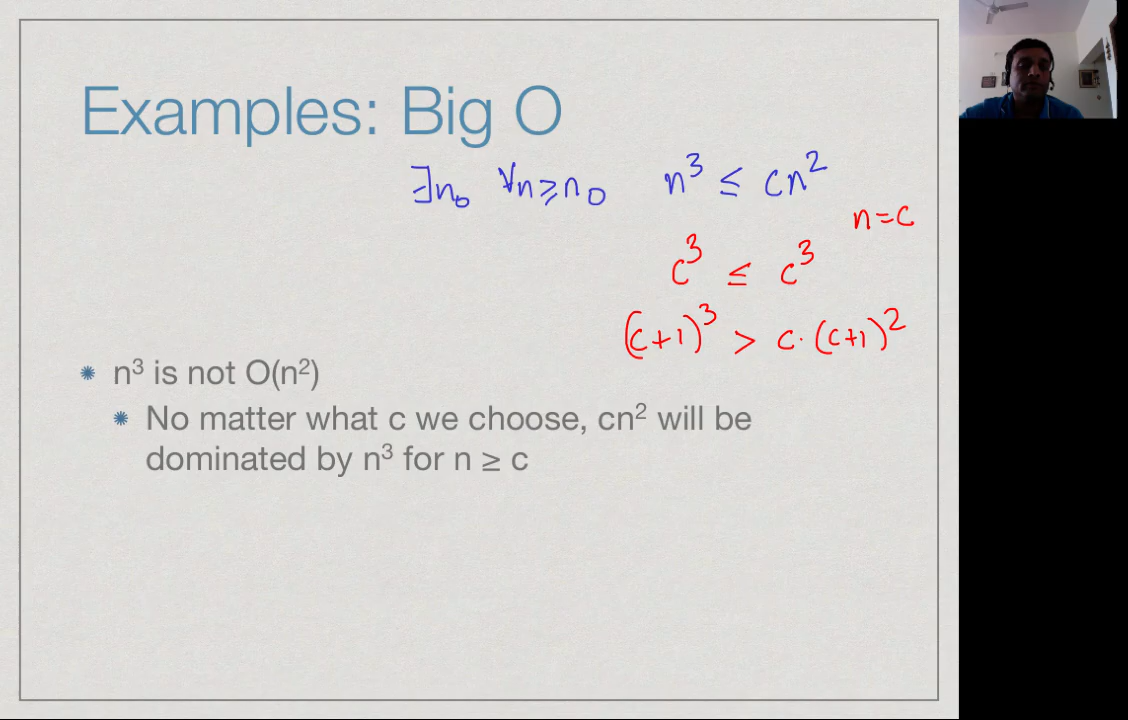 Examples: Big O
∃n₀ ∀n≥n₀ n³ ≤ cn²
n=c
c³ ≤ c³
(c+1)³ > c·(c+1)²
n³ is not O(n²)
No matter what c we choose, cn² will be
dominated by n³ for n ≥ c